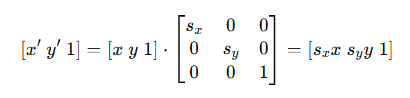 [x′ y′ 1] = [x y 1] · [s_x 0 0
0 s_y 0
0 0 1] = [s_x x s_y y 1]